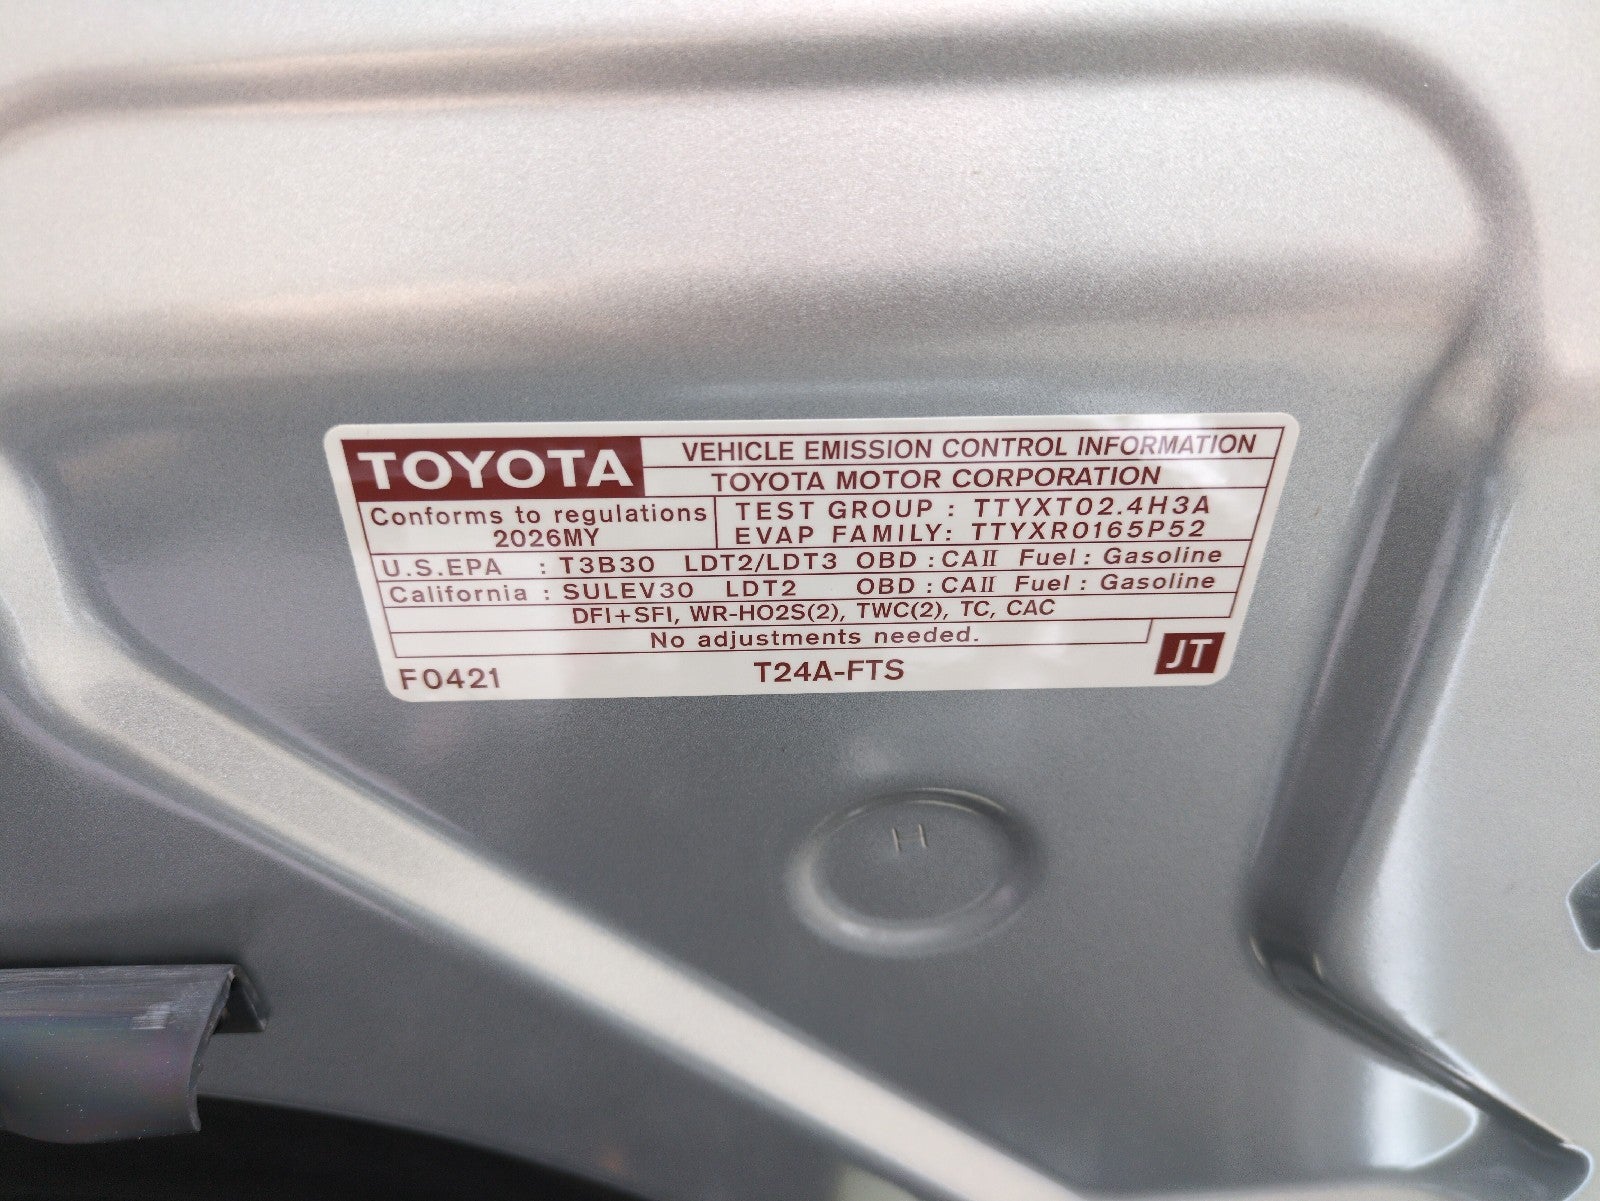 TOYOTA
VEHICLE EMISSION CONTROL INFORMATION
TOYOTA MOTOR CORPORATION
Conforms to regulations
2026MY
TEST GROUP : TTYXT02.4H3A
EVAP FAMILY: TTYXR0165P52
U.S.EPA : T3B30 LDT2/LDT3 OBD : CAII Fuel : Gasoline
California : SULEV30 LDT2 OBD : CAII Fuel : Gasoline
DFI+SFI, WR-HO2S(2), TWC(2), TC, CAC
No adjustments needed.
F0421
T24A-FTS
JT